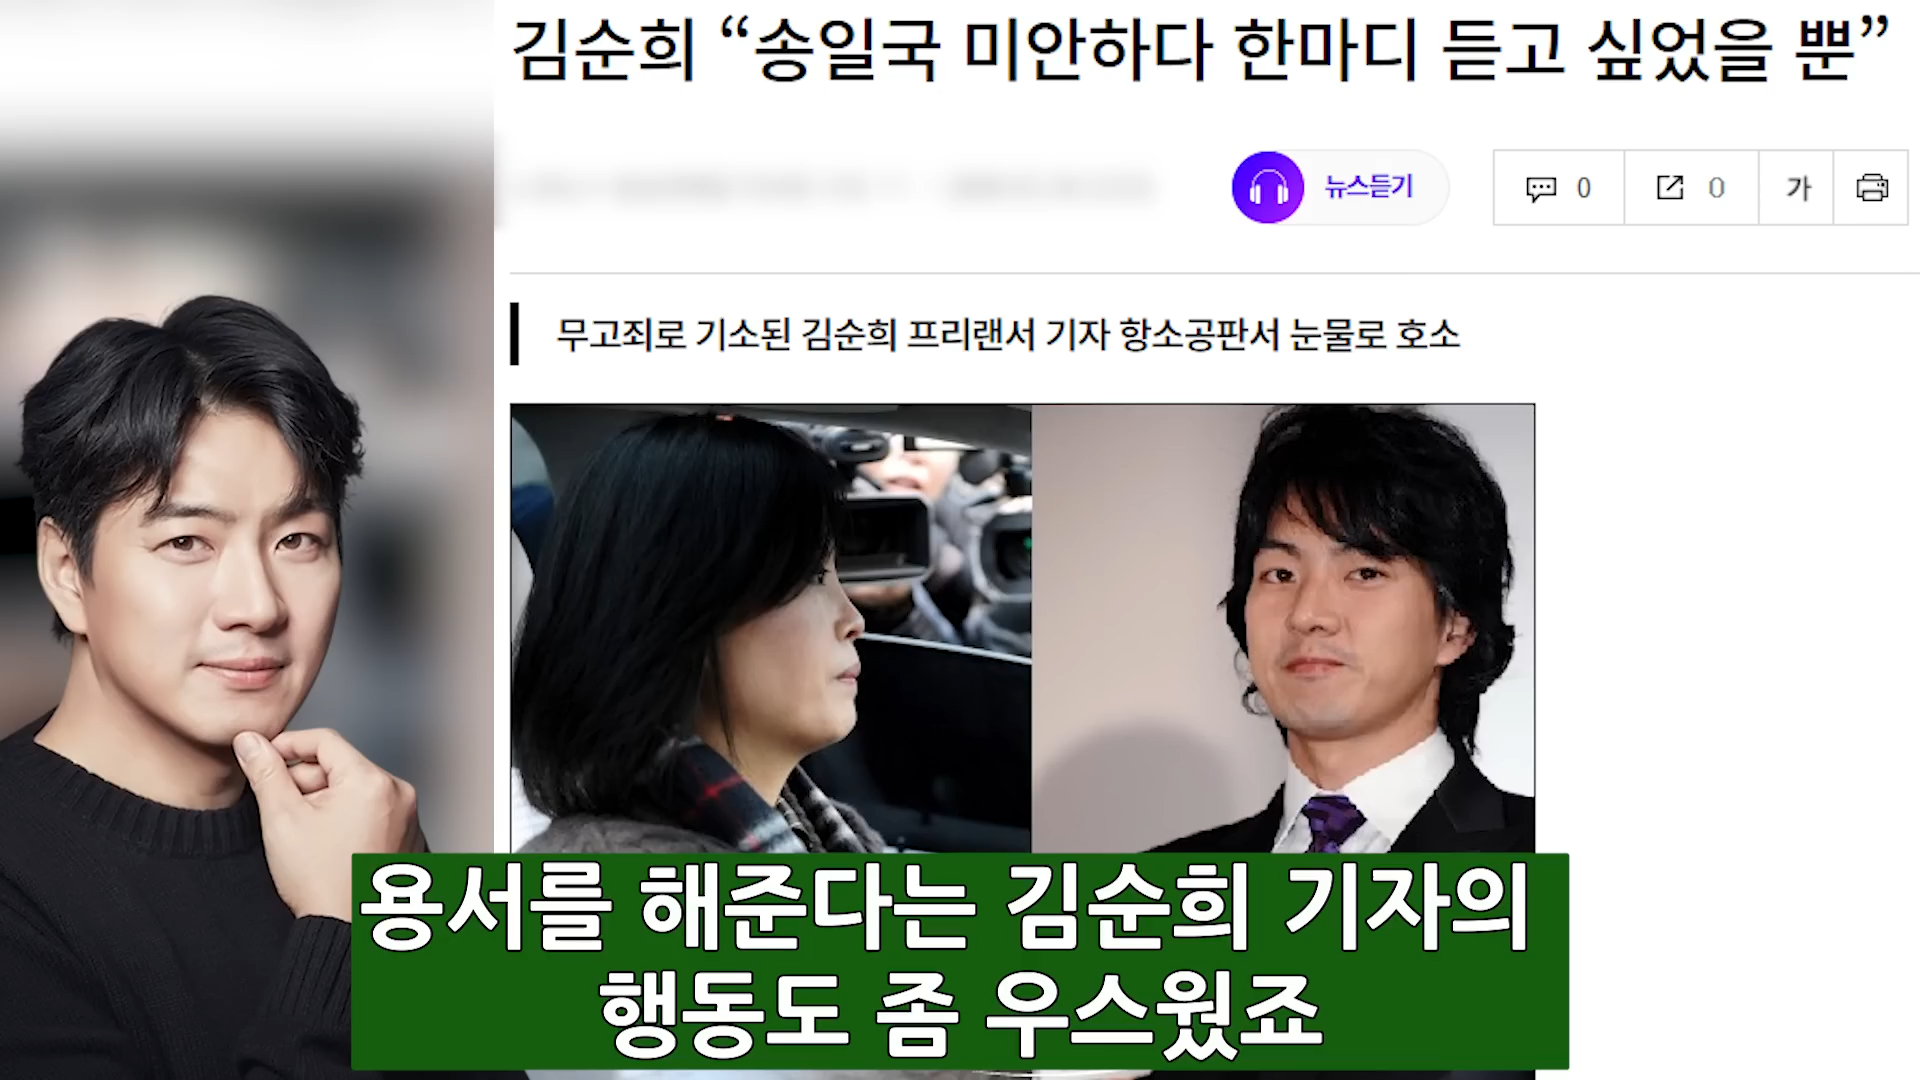 김순희 “송일국 미안하다 한마디 듣고 싶었을 뿐”
뉴스듣기
0
0
가
무고죄로 기소된 김순희 프리랜서 기자 항소공판서 눈물로 호소
용서를 해준다는 김순희 기자의
행동도 좀 우스웠죠